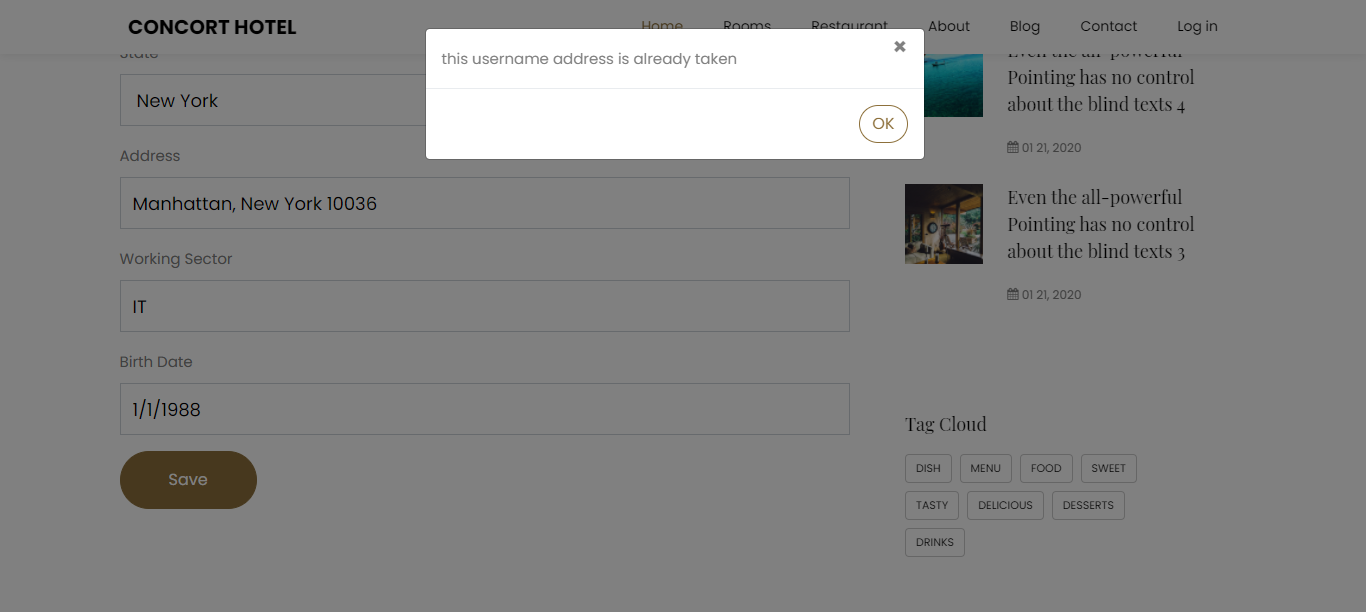 CONCORT HOTEL
Home
Rooms
Restaurant
About
Blog
Contact
Log in
this username address is already taken
OK
State
New York
Address
Manhattan, New York 10036
Working Sector
IT
Birth Date
1/1/1988
Save
Even the all-powerful
Pointing has no control
about the blind texts 4
01 21, 2020
Even the all-powerful
Pointing has no control
about the blind texts 3
01 21, 2020
Tag Cloud
DISH
MENU
FOOD
SWEET
TASTY
DELICIOUS
DESSERTS
DRINKS